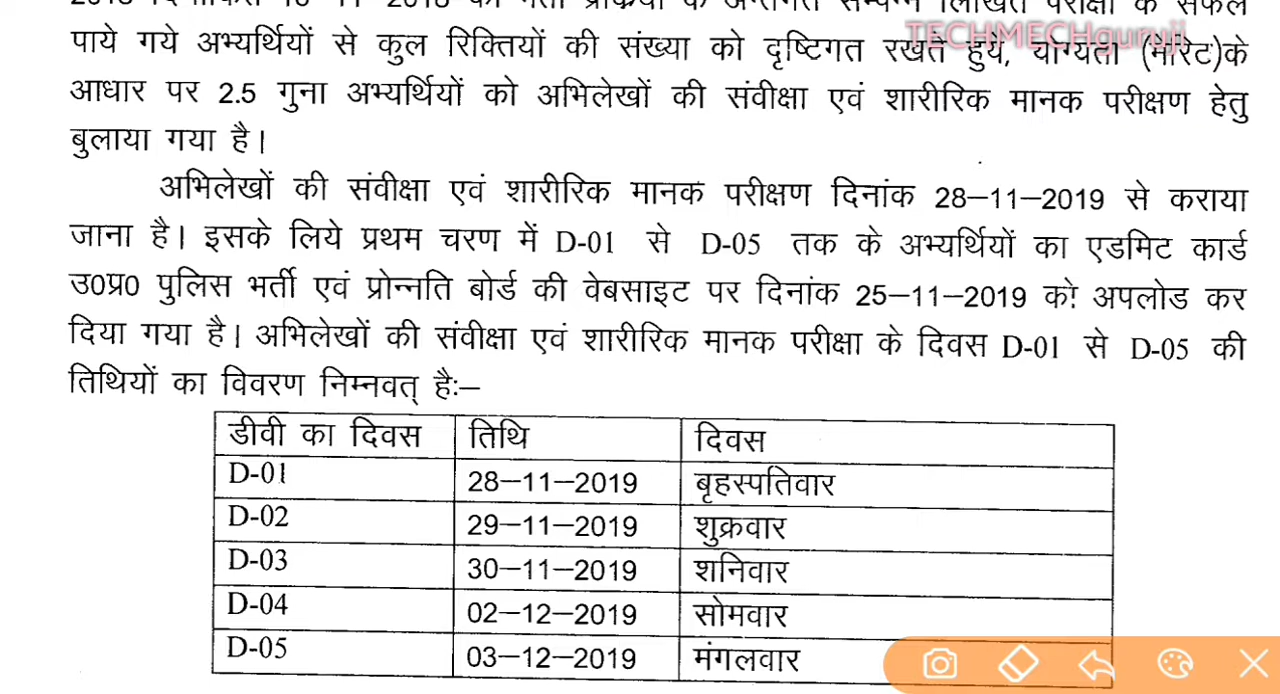 पाये गये अभ्यर्थियों से कुल रिक्तियों की संख्या को दृष्टिगत रखते हुये, योग्यता (मेरिट)के
TECHMECHguruji
आधार पर 2.5 गुना अभ्यर्थियों को अभिलेखों की संवीक्षा एवं शारीरिक मानक परीक्षण हेतु
बुलाया गया है।
अभिलेखों की संवीक्षा एवं शारीरिक मानक परीक्षण दिनांक 28–11–2019 से कराया
जाना है। इसके लिये प्रथम चरण में D-01 से D-05 तक के अभ्यर्थियों का एडमिट कार्ड
उ0प्र0 पुलिस भर्ती एवं प्रोन्नति बोर्ड की वेबसाइट पर दिनांक 25–11–2019 को अपलोड कर
दिया गया है। अभिलेखों की संवीक्षा एवं शारीरिक मानक परीक्षा के दिवस D-01 से D-05 की
तिथियों का विवरण निम्नवत् हैः–
डीवी का दिवस तिथि दिवस
D-01 28–11–2019 बृहस्पतिवार
D-02 29–11–2019 शुक्रवार
D-03 30–11–2019 शनिवार
D-04 02–12–2019 सोमवार
D-05 03–12–2019 मंगलवार